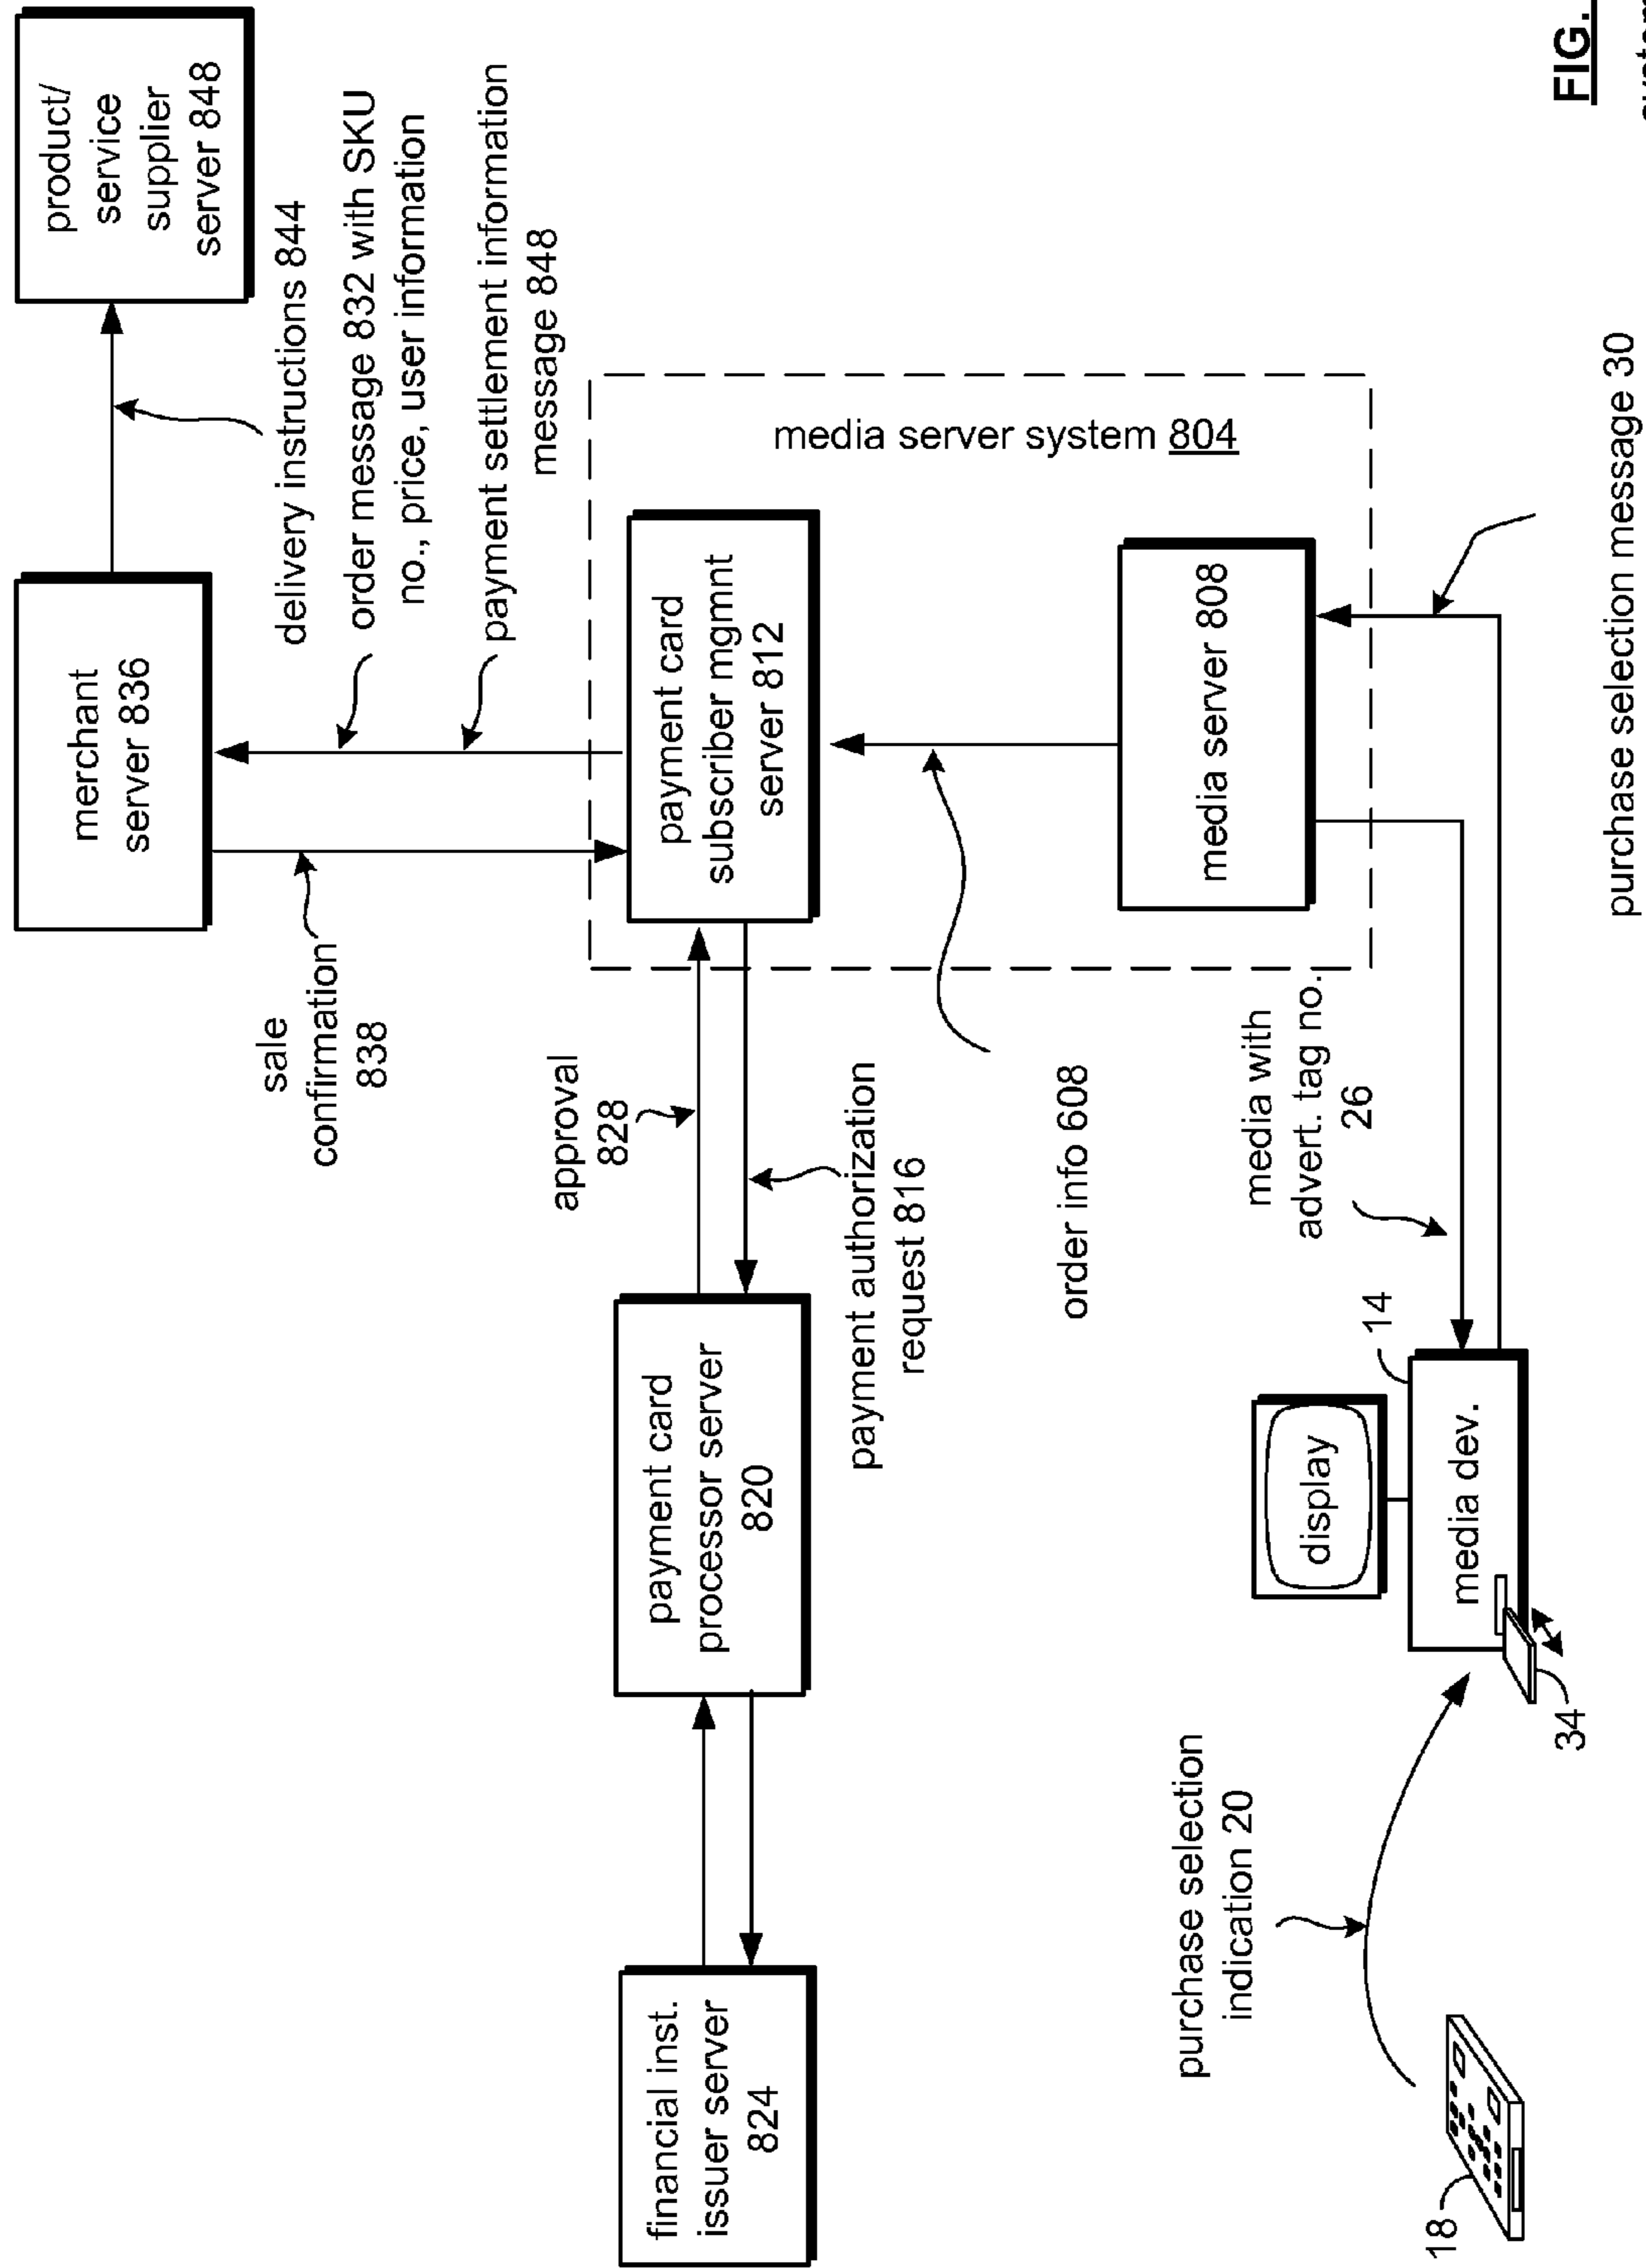 product/
service
supplier
server 848
merchant
server 836
delivery instructions 844
order message 832 with SKU
no., price, user information
payment settlement information
message 848
sale
confirmation
838
media server system 804
payment card
subscriber mgmnt
server 812
approval
828
payment authorization
request 816
payment card
processor server
820
financial inst.
issuer server
824
order info 608
media server 808
media with
advert. tag no.
26
purchase selection message 30
display
14
media dev.
34
purchase selection
indication 20
18
FIG.